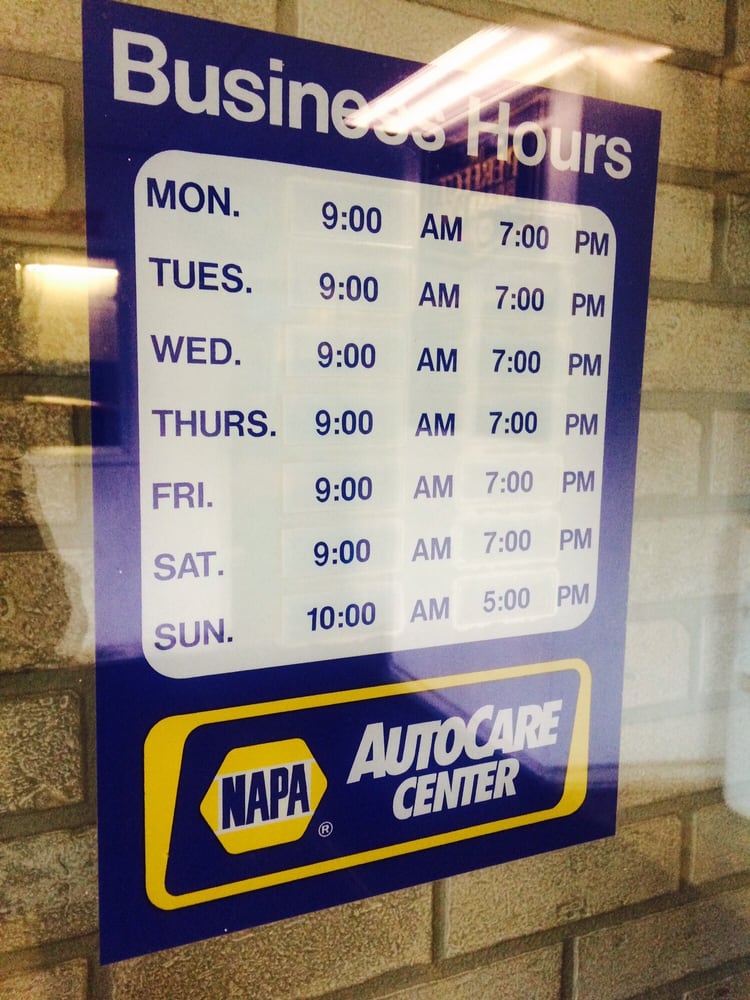 Business Hours
MON. 9:00 AM 7:00 PM
TUES. 9:00 AM 7:00 PM
WED. 9:00 AM 7:00 PM
THURS. 9:00 AM 7:00 PM
FRI. 9:00 AM 7:00 PM
SAT. 9:00 AM 7:00 PM
SUN. 10:00 AM 5:00 PM
NAPA ® AUTOCARE
CENTER